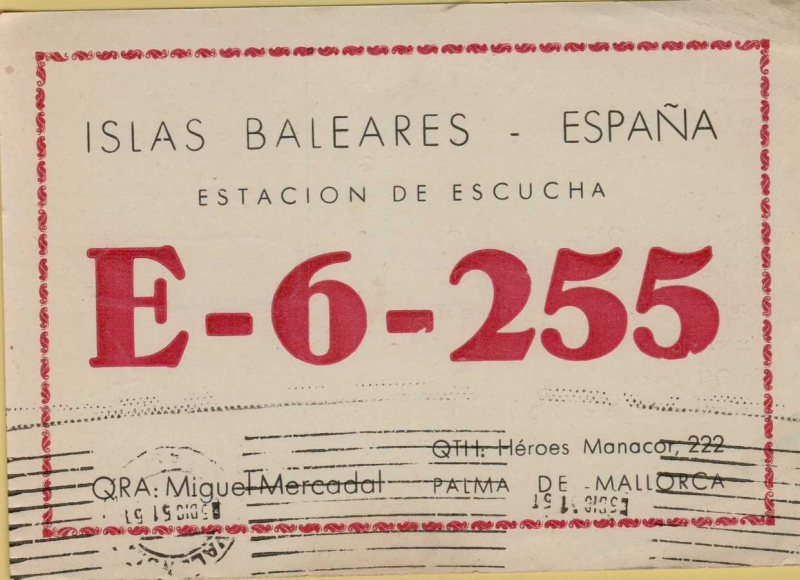 ISLAS BALEARES - ESPAÑA
ESTACION DE ESCUCHA
E-6-255
QTH: Héroes Manacor, 222
QRA: Miguel Mercadal
PALMA DE MALLORCA